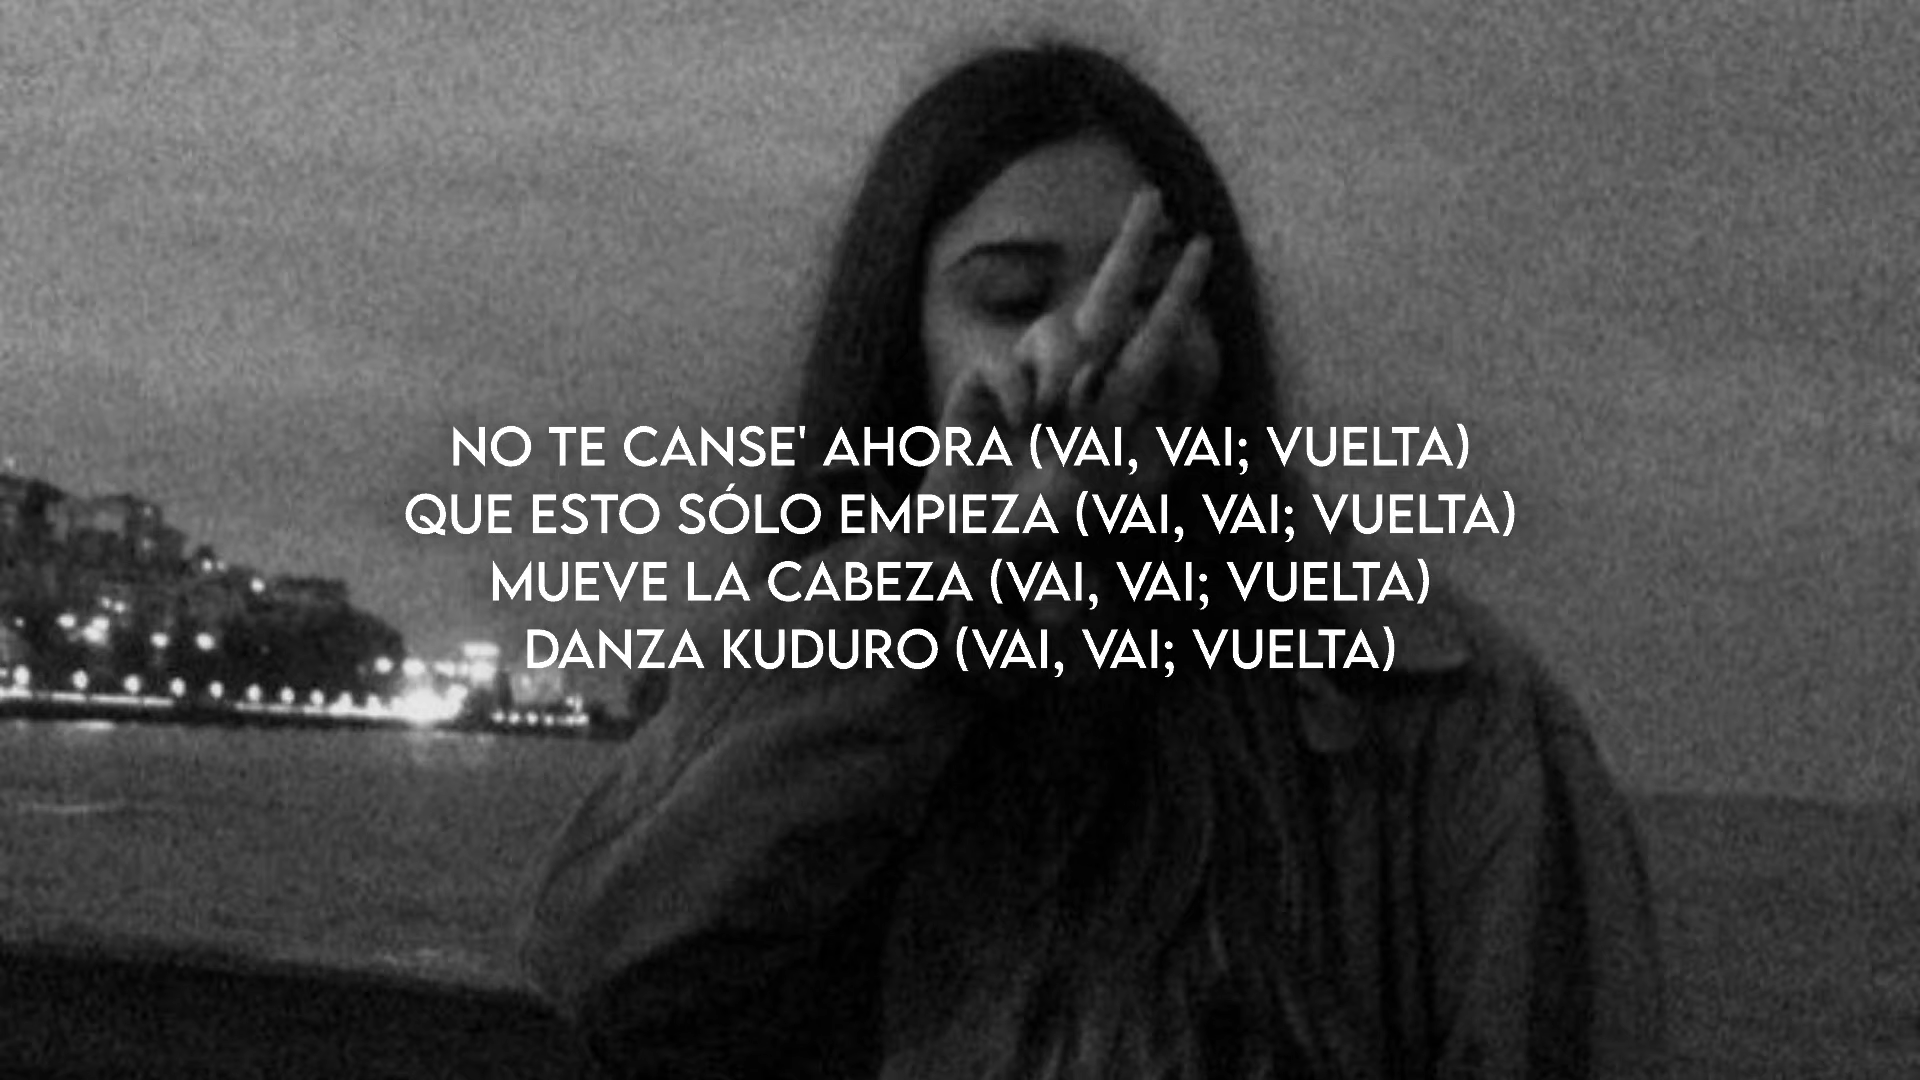 NO TE CANSE' AHORA (VAI, VAI; VUELTA)
QUE ESTO SÓLO EMPIEZA (VAI, VAI; VUELTA)
MUEVE LA CABEZA (VAI, VAI; VUELTA)
DANZA KUDURO (VAI, VAI; VUELTA)